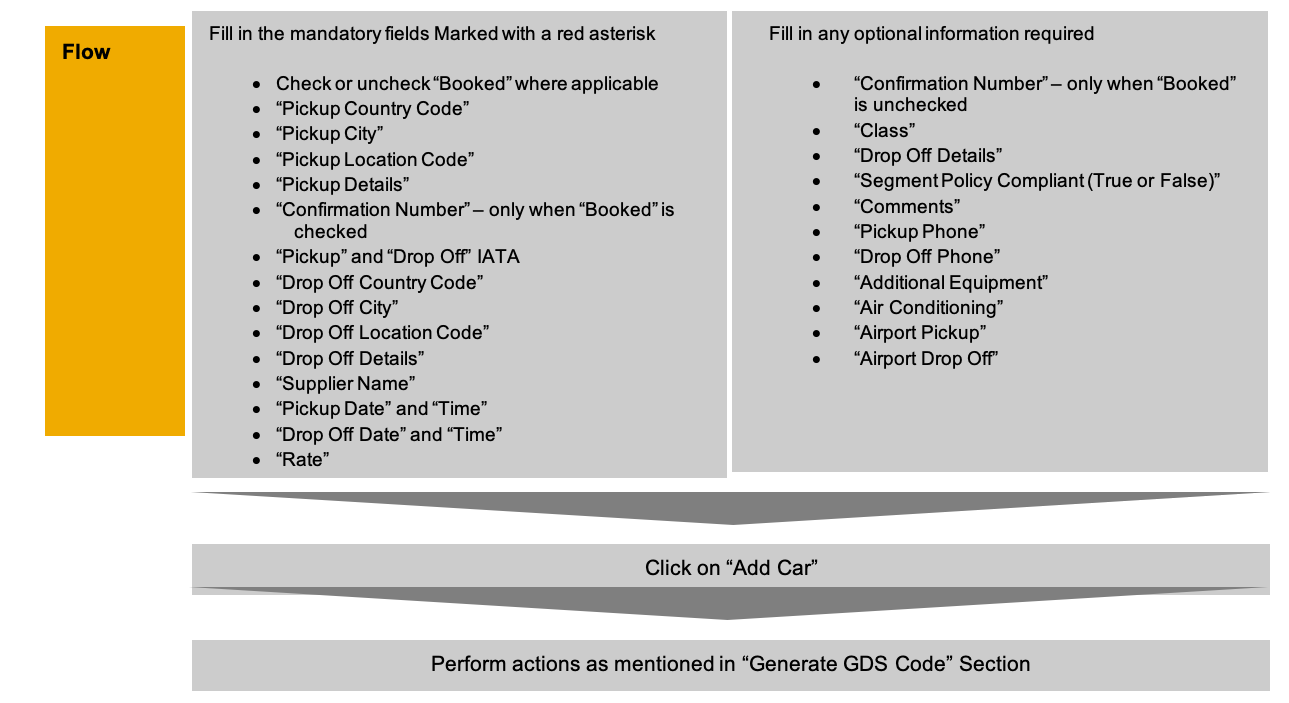 Flow
Fill in the mandatory fields Marked with a red asterisk
• Check or uncheck “Booked” where applicable
• “Pickup Country Code”
• “Pickup City”
• “Pickup Location Code”
• “Pickup Details”
• “Confirmation Number” – only when “Booked” is
checked
• “Pickup” and “Drop Off” IATA
• “Drop Off Country Code”
• “Drop Off City”
• “Drop Off Location Code”
• “Drop Off Details”
• “Supplier Name”
• “Pickup Date” and “Time”
• “Drop Off Date” and “Time”
• “Rate”
Fill in any optional information required
• “Confirmation Number” – only when “Booked”
is unchecked
• “Class”
• “Drop Off Details”
• “Segment Policy Compliant (True or False)”
• “Comments”
• “Pickup Phone”
• “Drop Off Phone”
• “Additional Equipment”
• “Air Conditioning”
• “Airport Pickup”
• “Airport Drop Off”
Click on “Add Car”
Perform actions as mentioned in “Generate GDS Code” Section